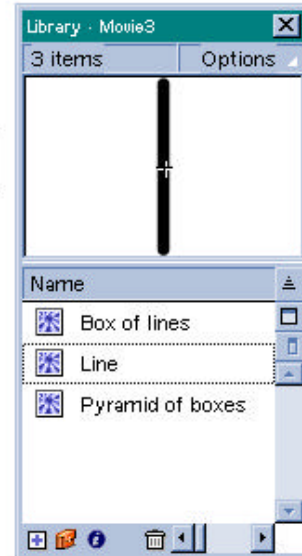 Library - Movie3
3 items Options
Name
Box of lines
Line
Pyramid of boxes